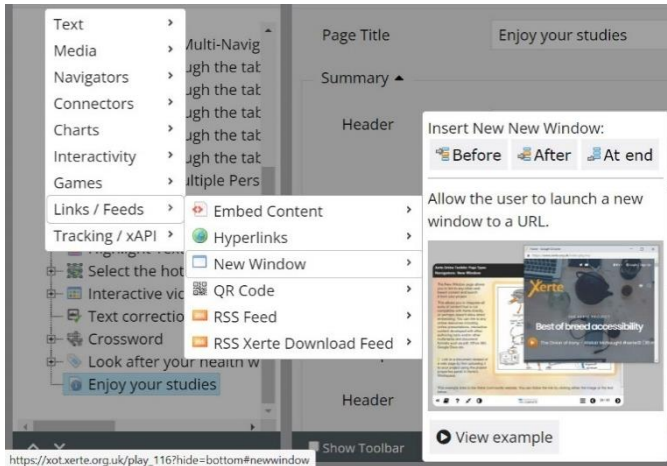 Text
Media
Navigators
Connectors
Charts
Interactivity
Games
Links / Feeds
Tracking / xAPI
Multi-Navig
ugh the tab
ugh the tab
ugh the tab
ugh the tab
ultiple Pers
Embed Content
Hyperlinks
New Window
QR Code
RSS Feed
RSS Xerte Download Feed
Select the hot
Interactive vic
Text correctio
Crossword
Look after your health w
Enjoy your studies
https://xot.xerte.org.uk/play_116?hide=bottom#newwindow
Page Title
Enjoy your studies
Summary
Header
Header
Show Toolbar
Insert New New Window:
Before
After
At end
Allow the user to launch a new
window to a URL.
Xerte
Best of breed accessibility
View example